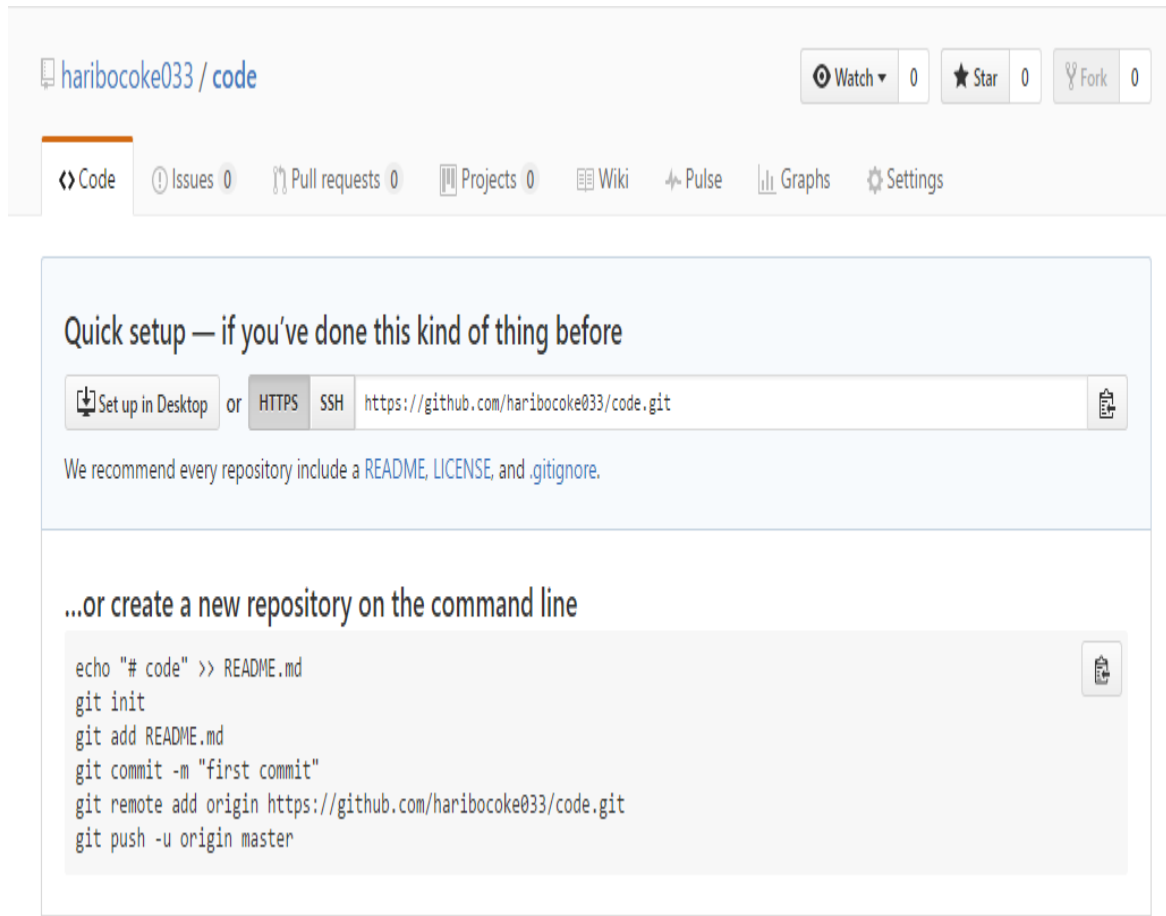 haribocoke033 / code
Watch 0 Star 0 Fork 0
Code Issues 0 Pull requests 0 Projects 0 Wiki Pulse Graphs Settings
Quick setup — if you've done this kind of thing before
Set up in Desktop or HTTPS SSH https://github.com/haribocoke033/code.git
We recommend every repository include a README, LICENSE, and .gitignore.
…or create a new repository on the command line
echo "# code" >> README.md
git init
git add README.md
git commit -m "first commit"
git remote add origin https://github.com/haribocoke033/code.git
git push -u origin master